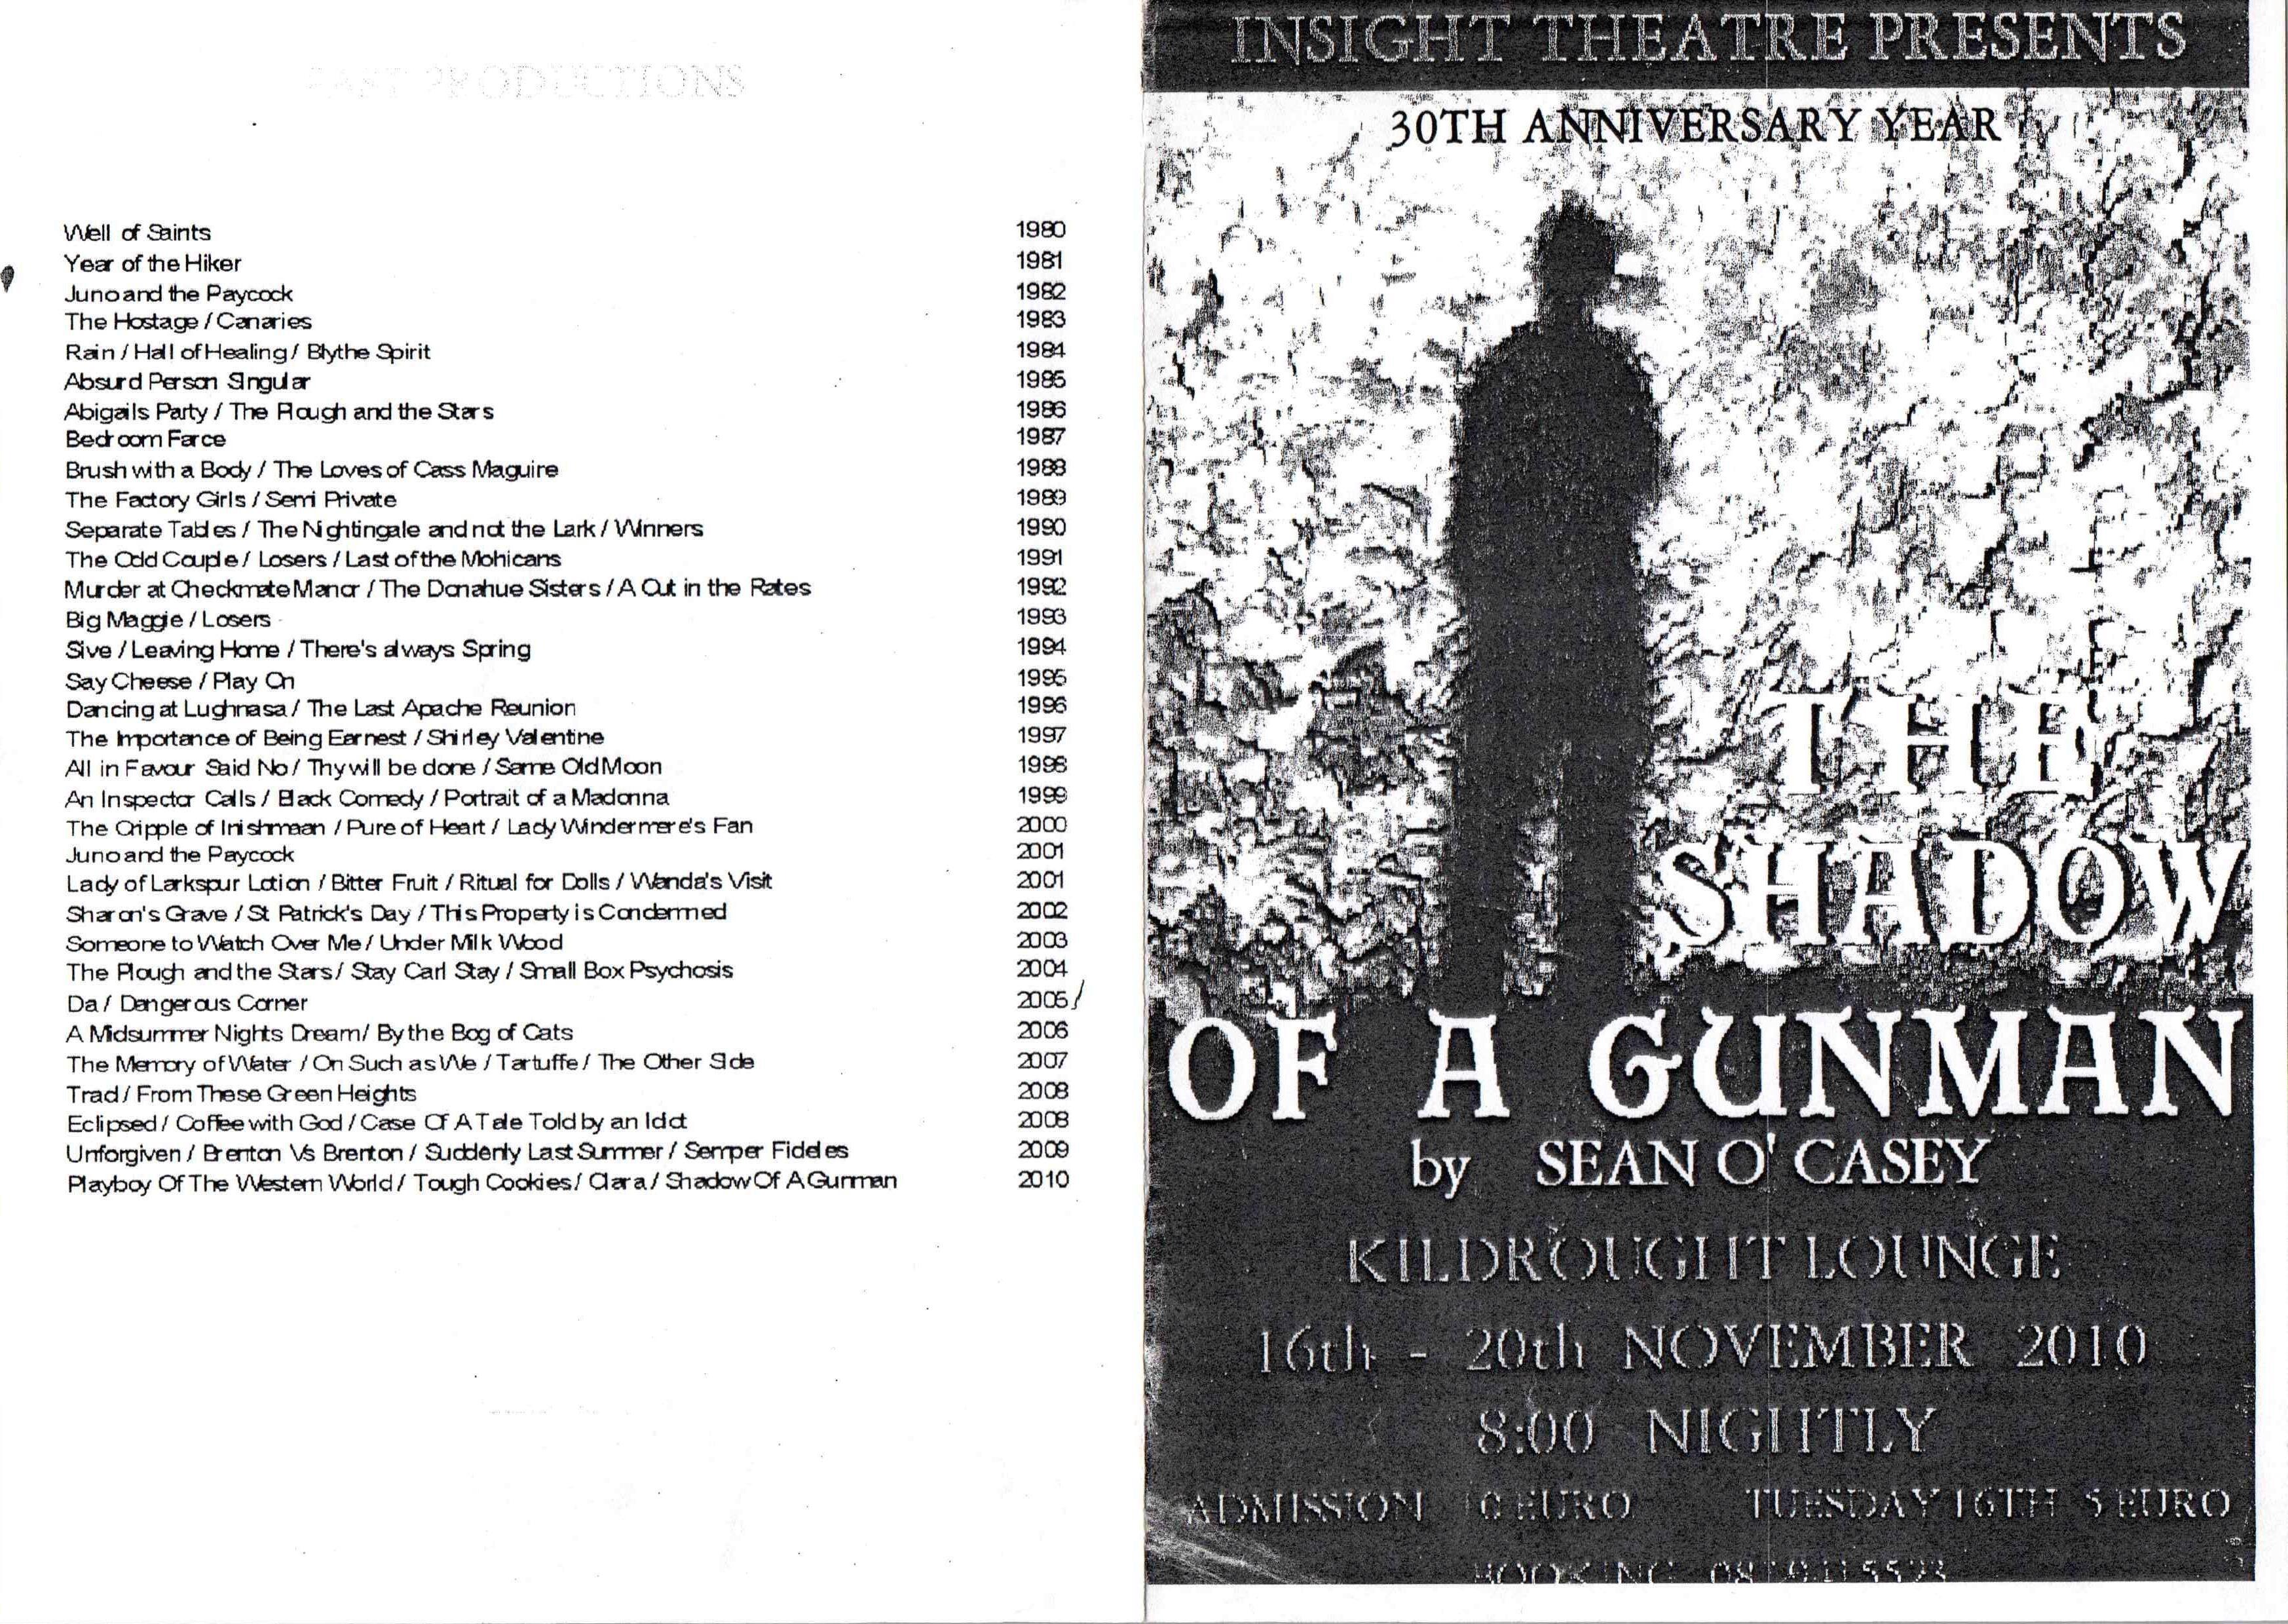 PAST PRODUCTIONS
Well of Saints 1980
Year of the Hiker 1981
Juno and the Paycock 1982
The Hostage / Canaries 1983
Rain / Hall of Healing / Blythe Spirit 1984
Absurd Person Singular 1985
Abigails Party / The Plough and the Stars 1986
Bedroom Farce 1987
Brush with a Body / The Loves of Cass Maguire 1988
The Factory Girls / Semi Private 1989
Separate Tables / The Nightingale and not the Lark / Winners 1990
The Odd Couple / Losers / Last of the Mohicans 1991
Murder at Checkmate Manor / The Donahue Sisters / A Cut in the Rates 1992
Big Maggie / Losers 1993
Sive / Leaving Home / There's always Spring 1994
Say Cheese / Play On 1995
Dancing at Lughnasa / The Last Apache Reunion 1996
The Importance of Being Earnest / Shirley Valentine 1997
All in Favour Said No / Thy will be done / Same Old Moon 1998
An Inspector Calls / Black Comedy / Portrait of a Madonna 1999
The Cripple of Inishmaan / Pure of Heart / Lady Windermere's Fan 2000
Juno and the Paycock 2001
Lady of Larkspur Lotion / Bitter Fruit / Ritual for Dolls / Wanda's Visit 2001
Sharon's Grave / St Patrick's Day / This Property is Condemned 2002
Someone to Watch Over Me / Under Milk Wood 2003
The Plough and the Stars / Stay Carl Stay / Small Box Psychosis 2004
Da / Dangerous Corner 2005 /
A Midsummer Nights Dream / By the Bog of Cats 2006
The Memory of Water / On Such as We / Tartuffe / The Other Side 2007
Trad / From These Green Heights 2008
Eclipsed / Coffee with God / Case Of A Tale Told by an Idiot 2008
Unforgiven / Brenton Vs Brenton / Suddenly Last Summer / Semper Fideles 2009
Playboy Of The Western World / Tough Cookies / Clara / Shadow Of A Gunman 2010
INSIGHT THEATRE PRESENTS
30TH ANNIVERSARY YEAR
THE
SHADOW
OF A GUNMAN
by SEAN O' CASEY
KILDROUGHT LOUNGE
16th - 20th NOVEMBER 2010
8:00 NIGHTLY
ADMISSION 10 EURO TUESDAY 16TH 5 EURO
BOOKING